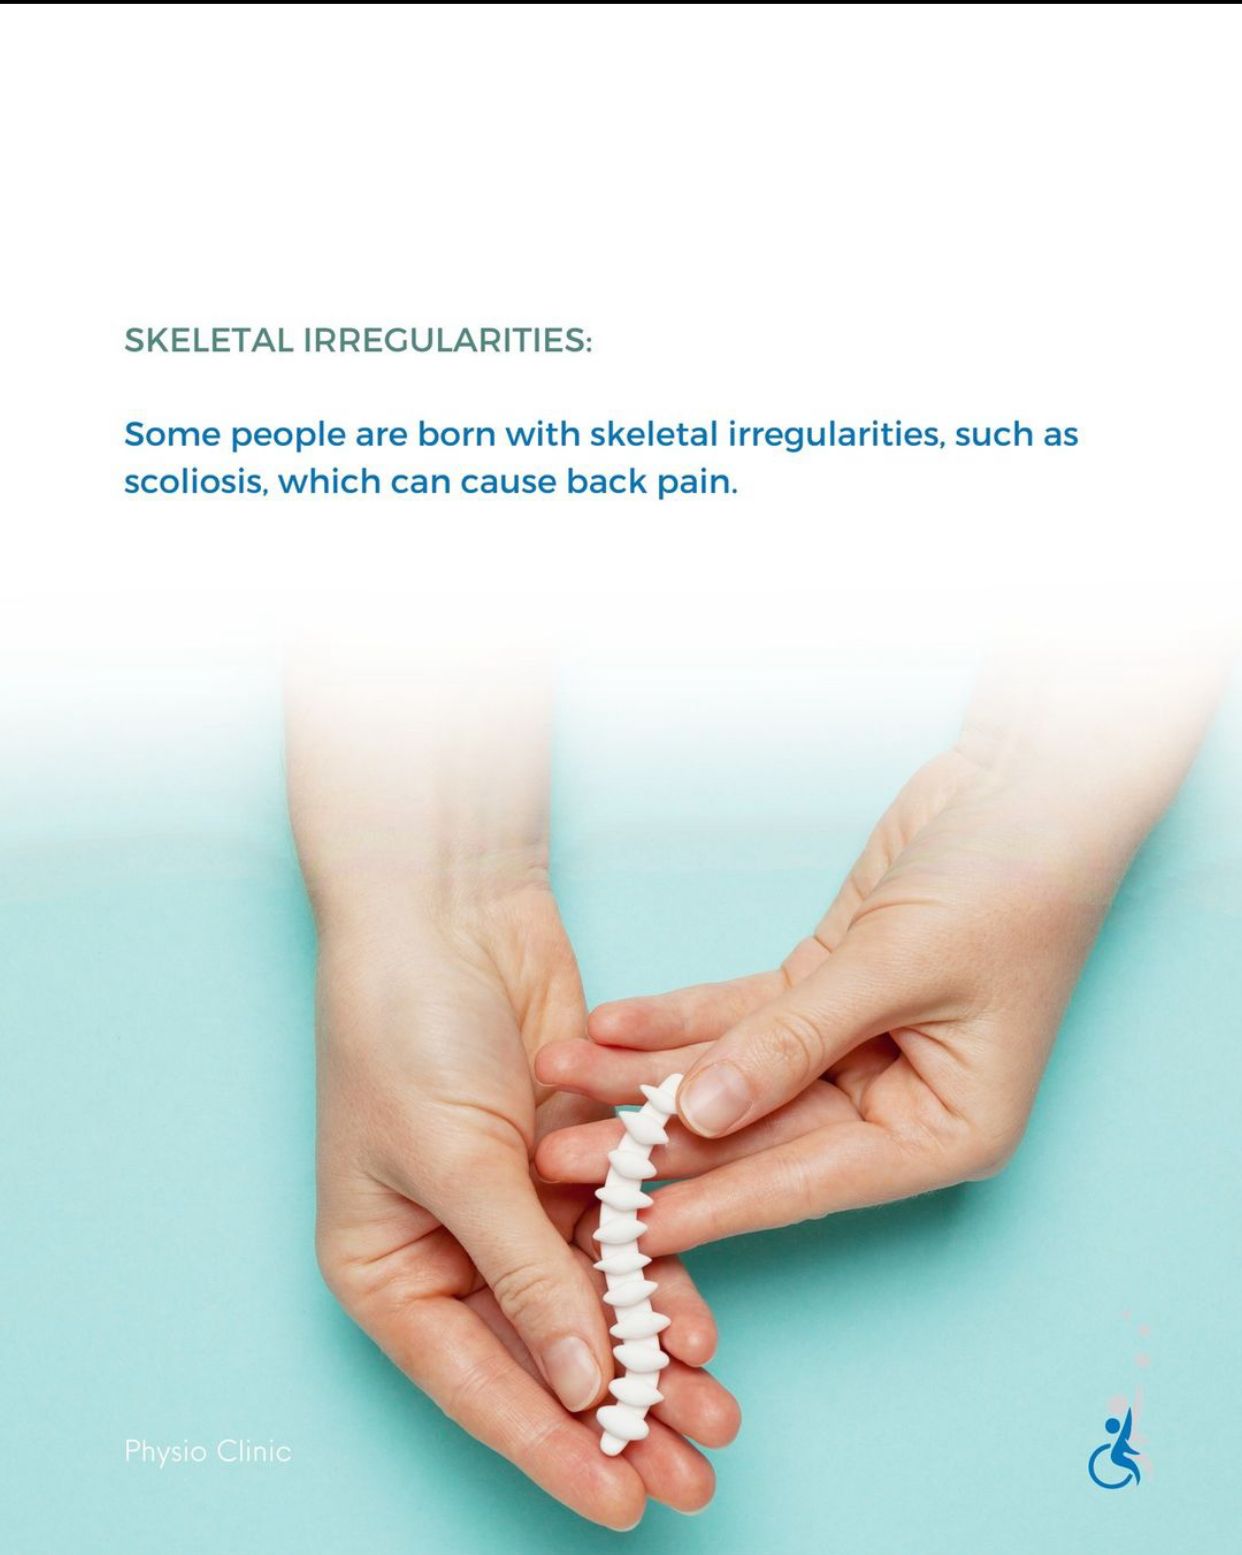 SKELETAL IRREGULARITIES:
Some people are born with skeletal irregularities, such as
scoliosis, which can cause back pain.
Physio Clinic